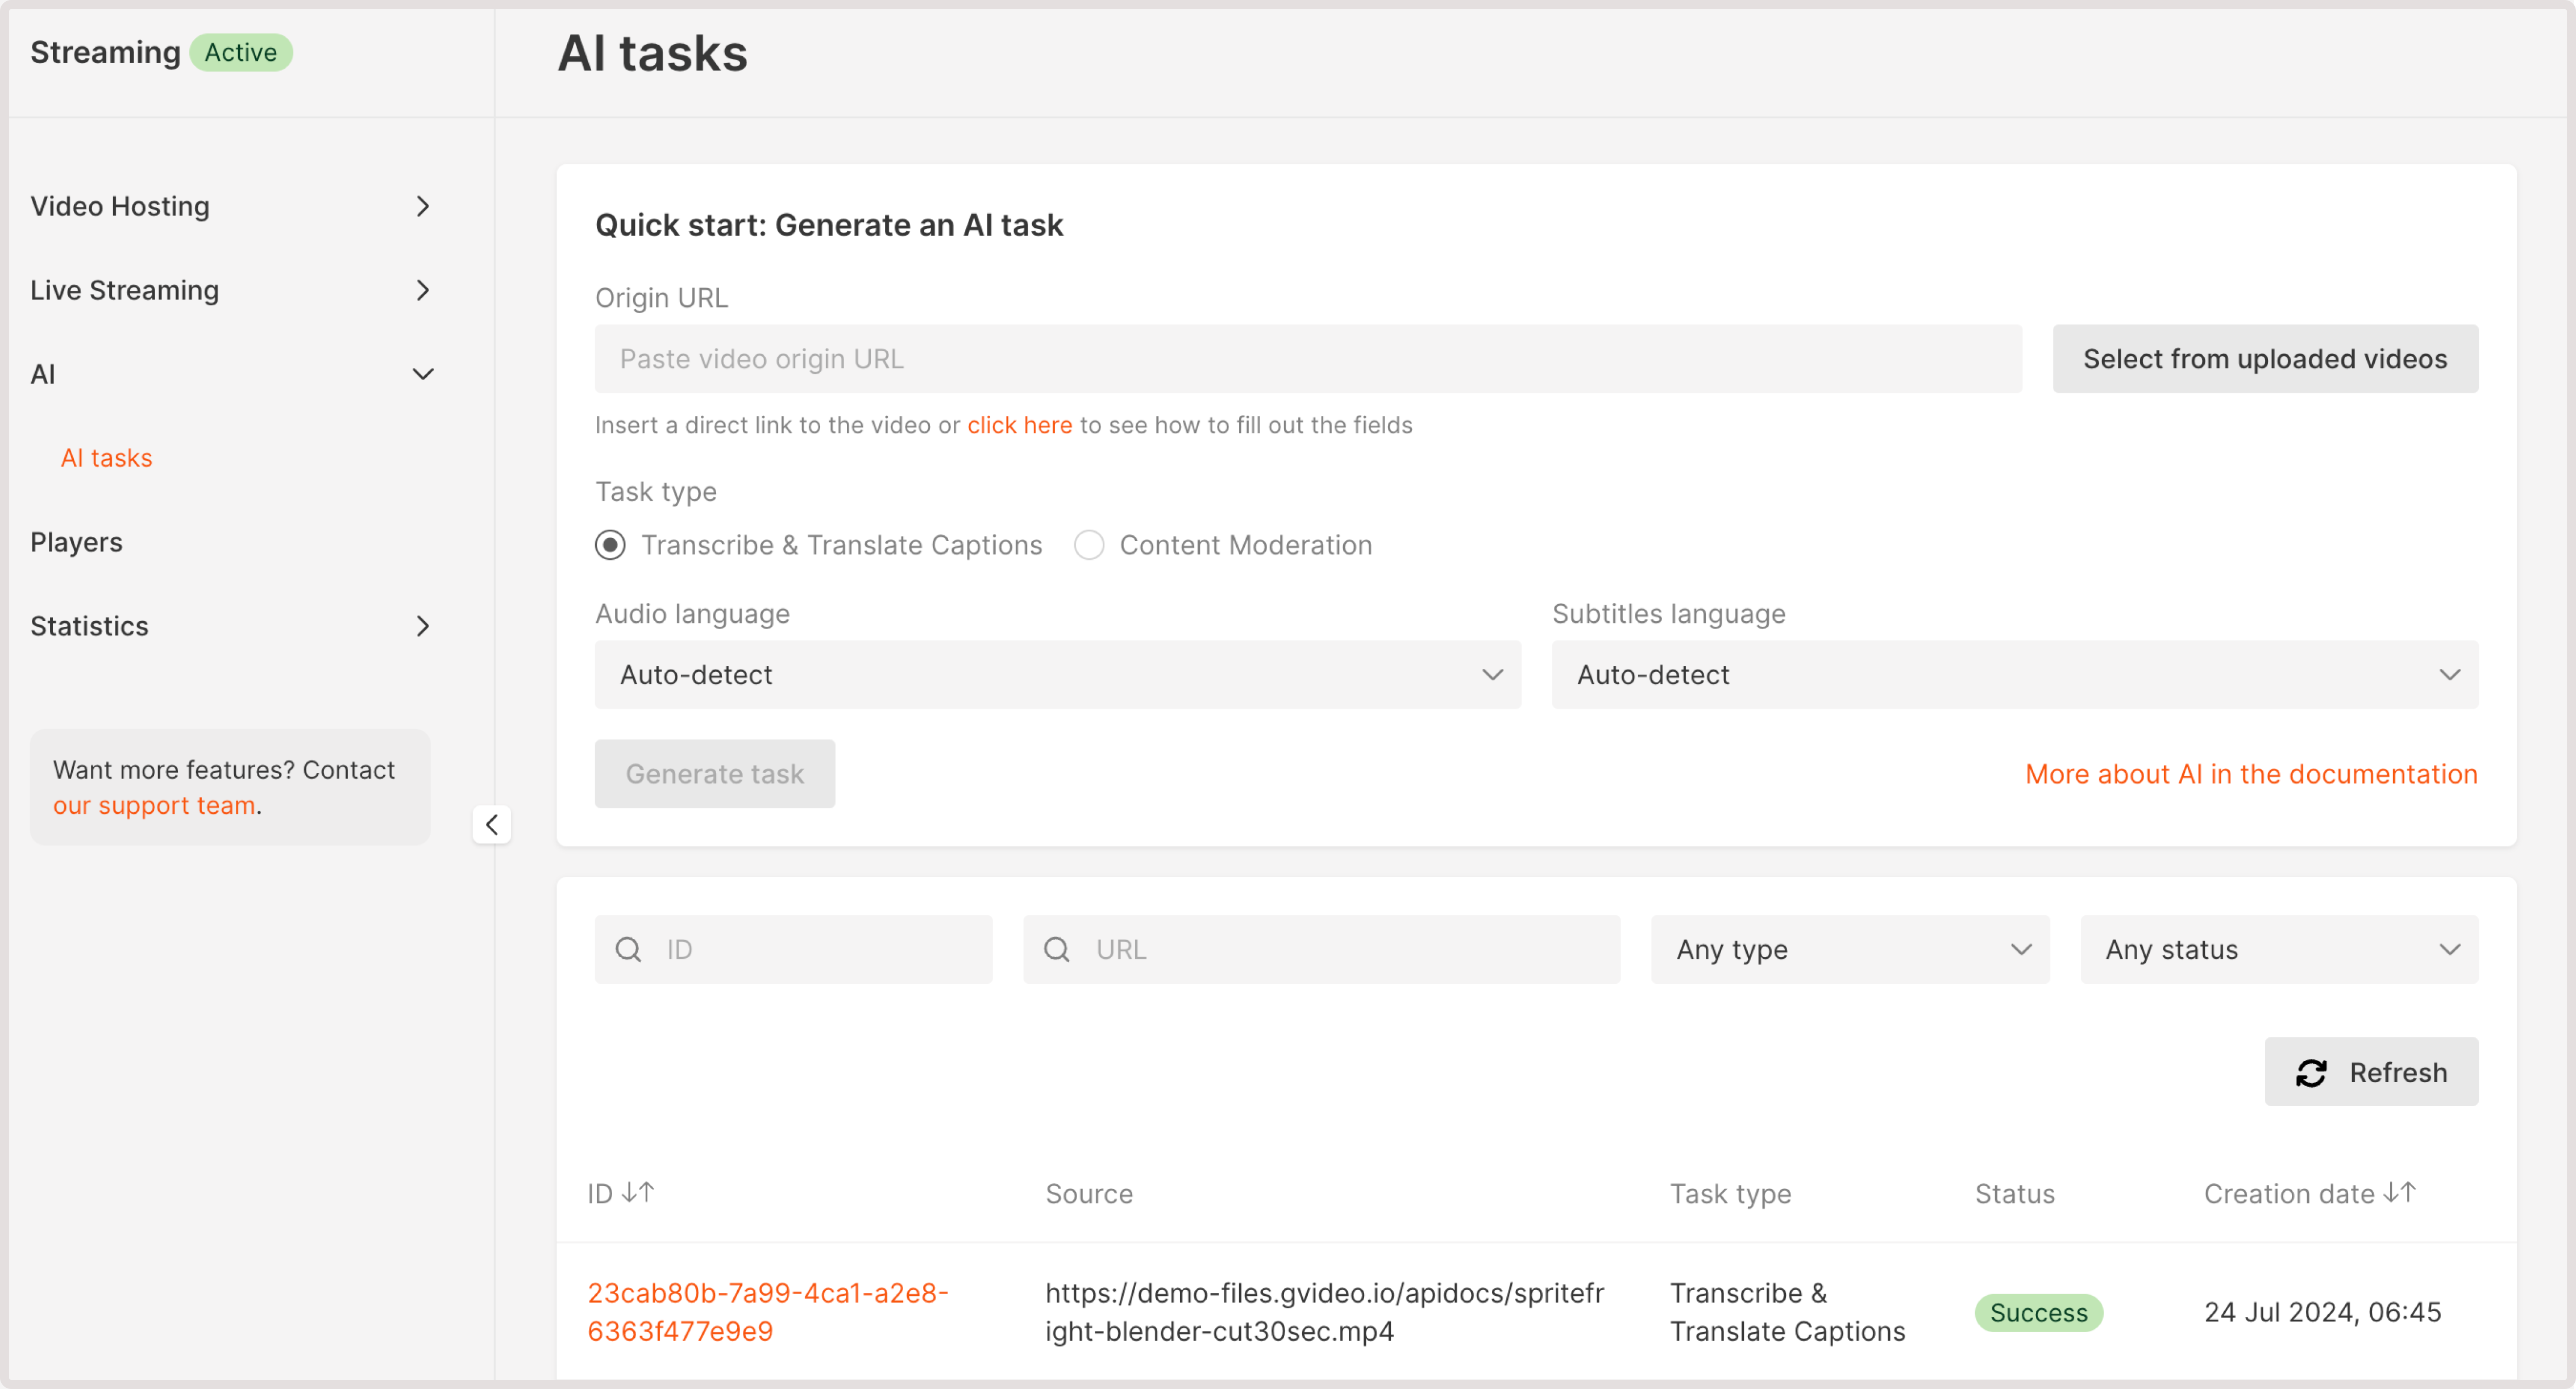 Streaming Active
Video Hosting
Live Streaming
AI
AI tasks
Players
Statistics
Want more features? Contact
our support team.
AI tasks
Quick start: Generate an AI task
Origin URL
Paste video origin URL
Select from uploaded videos
Insert a direct link to the video or click here to see how to fill out the fields
Task type
Transcribe & Translate Captions Content Moderation
Audio language Subtitles language
Auto-detect Auto-detect
Generate task More about AI in the documentation
ID URL Any type Any status
Refresh
ID Source Task type Status Creation date
23cab80b-7a99-4ca1-a2e8- https://demo-files.gvideo.io/apidocs/spritefr Transcribe &
Success 24 Jul 2024, 06:45
6363f477e9e9 ight-blender-cut30sec.mp4 Translate Captions